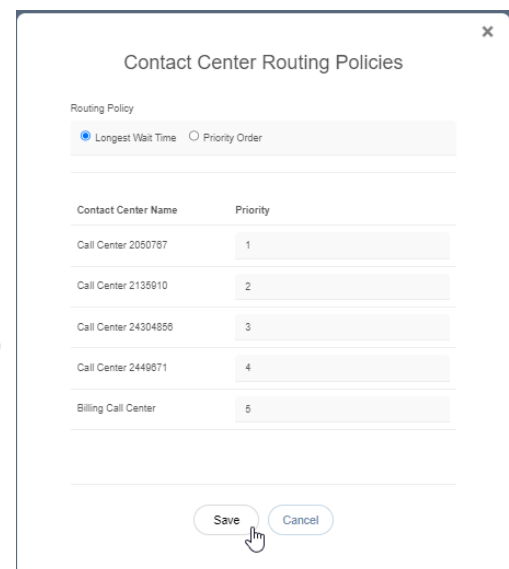 Contact Center Routing Policies
Routing Policy
Longest Wait Time Priority Order
Contact Center Name Priority
Call Center 2050767 1
Call Center 2135910 2
Call Center 24304856 3
Call Center 2449671 4
Billing Call Center 5
Save Cancel